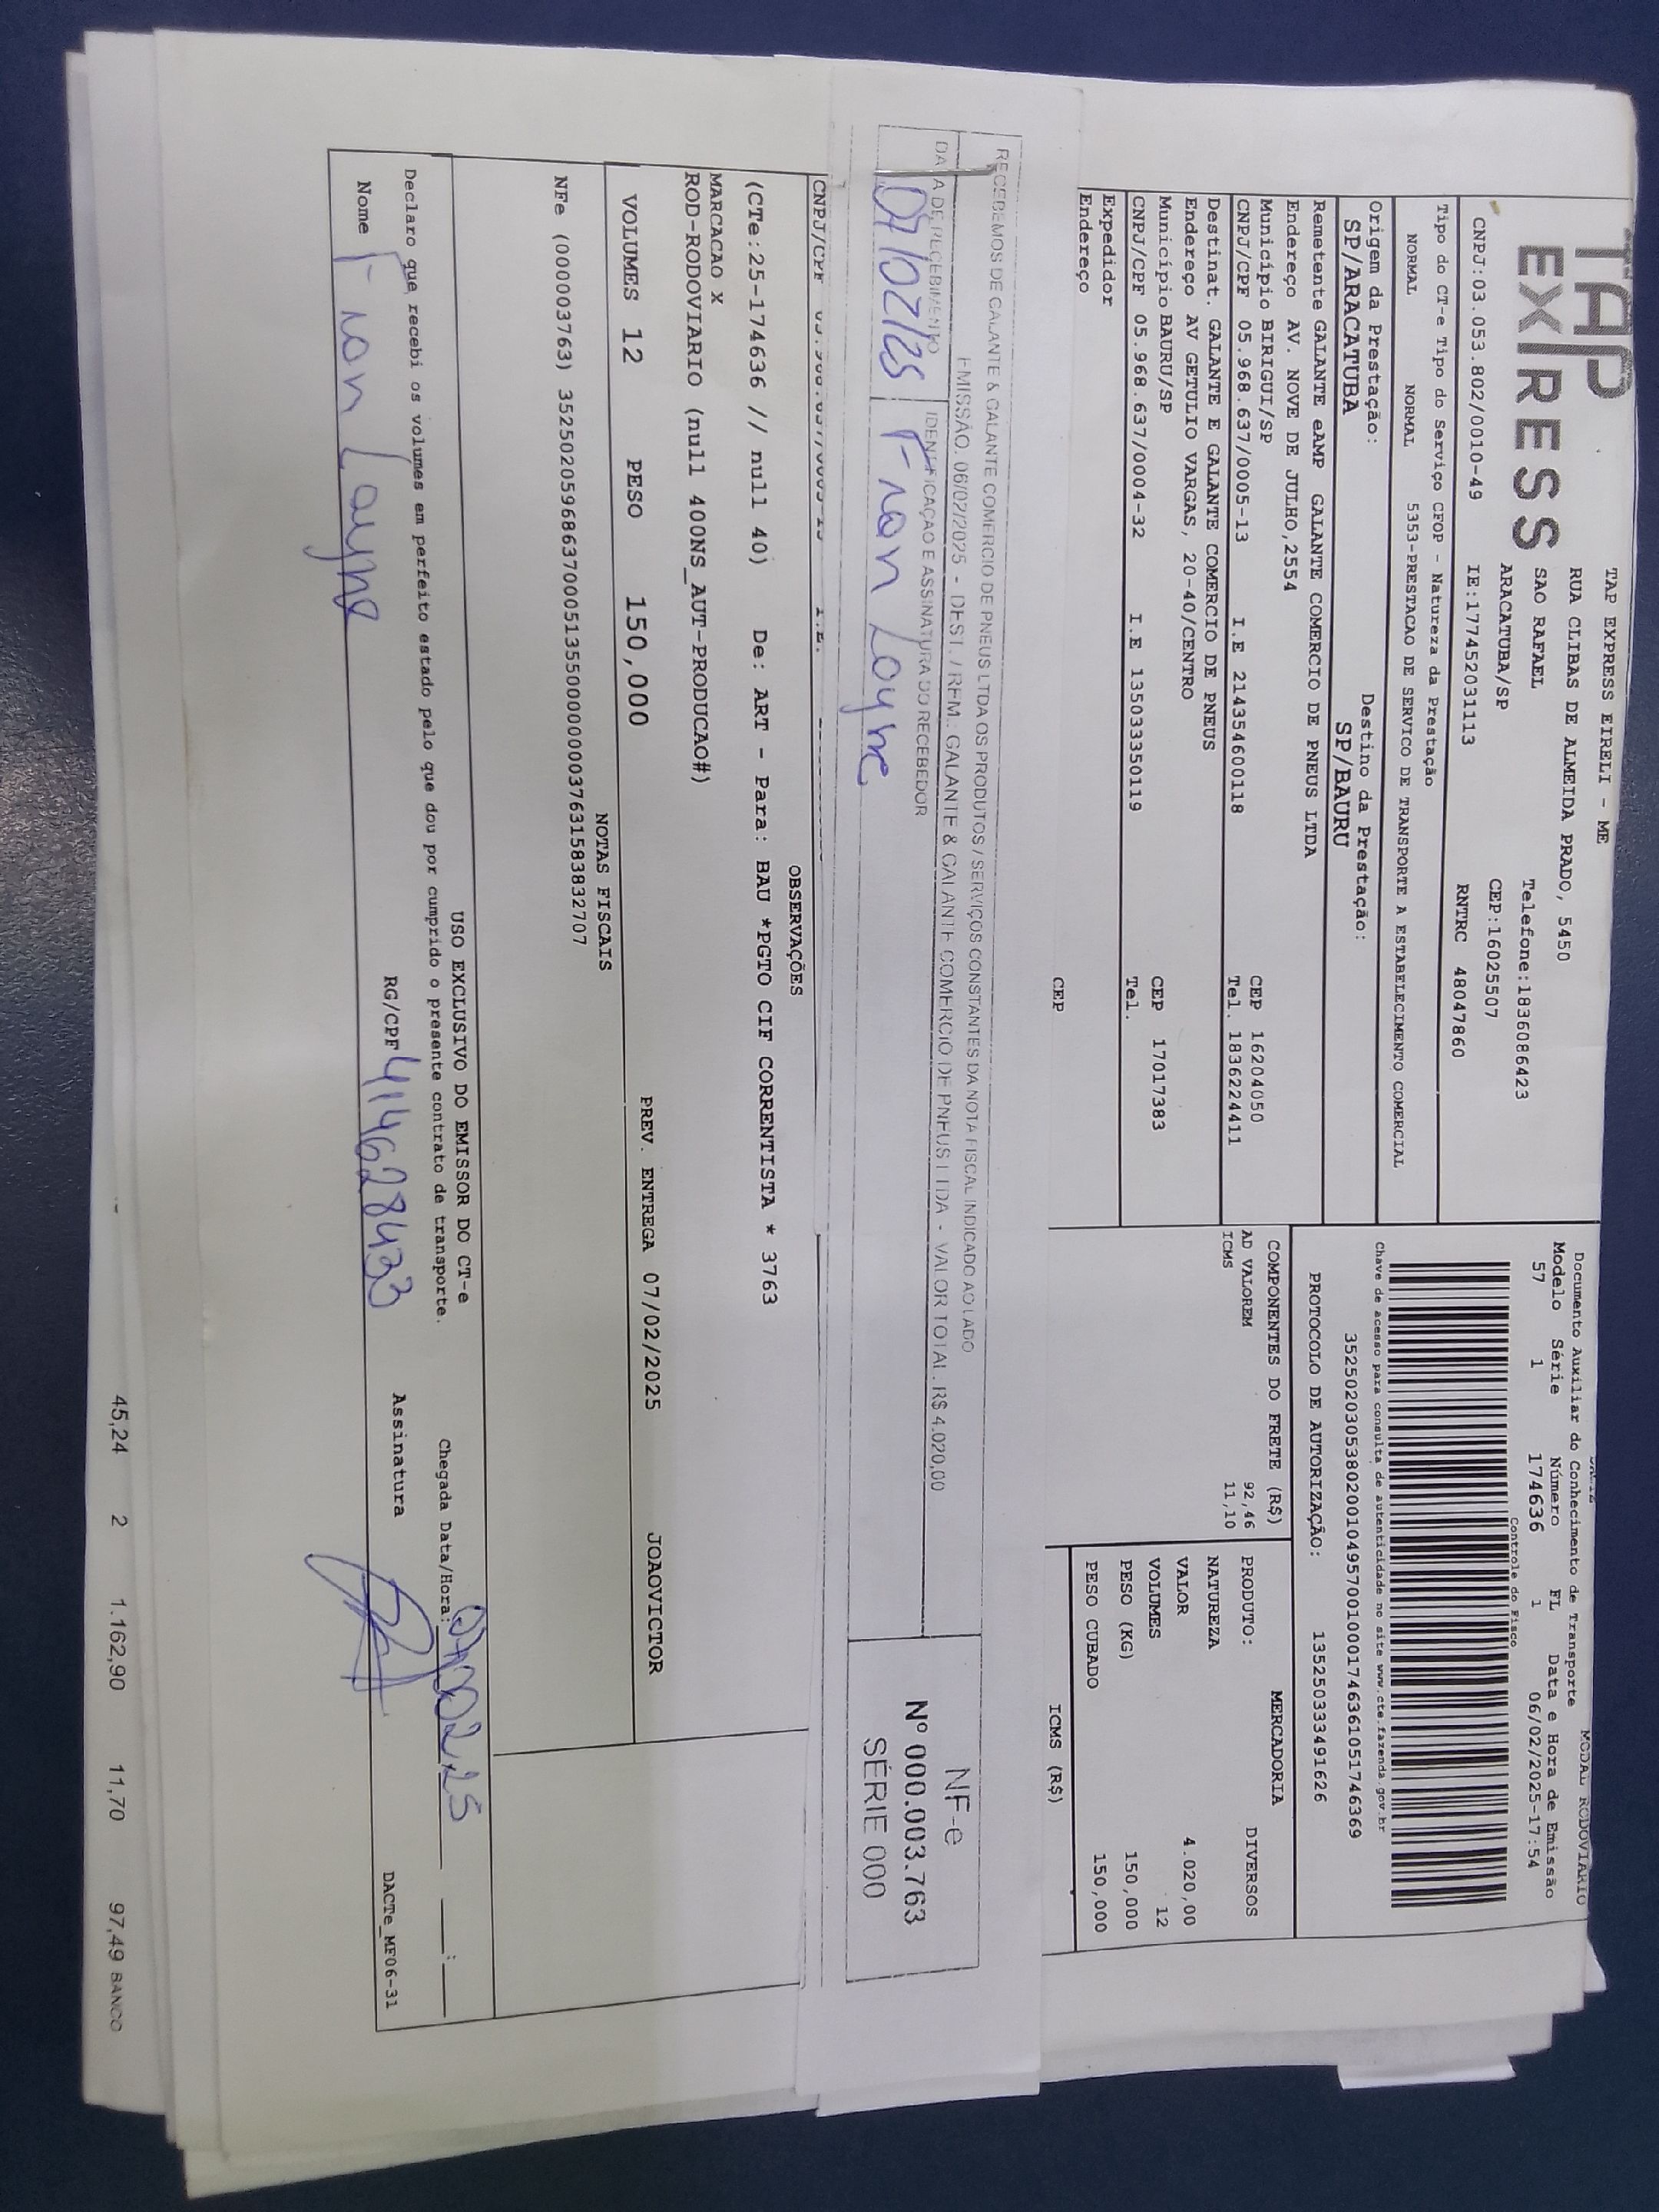 TAP
EXPRESS
TAP EXPRESS EIRELI - ME
RUA CLIBAS DE ALMEIDA PRADO, 5450
SAO RAFAEL
Telefone:1836086423
ARACATUBA/SP
CEP:16025507
CNPJ:03.053.802/0010-49 IE:177452031113 RNTRC 48047860
Tipo do CT-e Tipo do Serviço CFOP - Natureza da Prestação
NORMAL NORMAL 5353-PRESTACAO DE SERVICO DE TRANSPORTE A ESTABELECIMENTO COMERCIAL
Origem da Prestação: Destino da Prestação:
SP/ARACATUBA SP/BAURU
Remetente GALANTE eAMP GALANTE COMERCIO DE PNEUS LTDA
Endereço AV. NOVE DE JULHO,2554
Município BIRIGUI/SP CEP 16204050
CNPJ/CPF 05.968.637/0005-13 I.E 214354600118 Tel. 1836224411
Destinat. GALANTE E GALANTE COMERCIO DE PNEUS
Endereço AV GETULIO VARGAS, 20-40/CENTRO
Município BAURU/SP CEP 17017383
CNPJ/CPF 05.968.637/0004-32 I.E 135033350119 Tel.
Expedidor
Endereço
CEP
MODAL RODOVIARIO
Documento Auxiliar do Conhecimento de Transporte
Modelo Série Número FL Data e Hora de Emissão
57 1 174636 1 06/02/2025-17:54
Controle do Fisco
Chave de acesso para consulta de autenticidade no site www.cte.fazenda.gov.br
35250203053802001049570010001746361051746369
PROTOCOLO DE AUTORIZAÇÃO: 135250333491626
COMPONENTES DO FRETE (R$)
AD VALOREM 92,46
ICMS 11,10
MERCADORIA
PRODUTO: DIVERSOS
NATUREZA
VALOR 4.020,00
VOLUMES 12
PESO (KG) 150,000
PESO CUBADO 150,000
ICMS (R$)
RECEBEMOS DE GALANTE & GALANTE COMERCIO DE PNEUS LTDA OS PRODUTOS / SERVIÇOS CONSTANTES DA NOTA FISCAL INDICADO AO LADO
EMISSÃO: 06/02/2025 - DEST. / REM.: GALANTE & GALANTE COMERCIO DE PNEUS LTDA - VALOR TOTAL: R$ 4.020,00
DATA DE RECEBIMENTO IDENTIFICAÇÃO E ASSINATURA DO RECEBEDOR
07/02/25
NF-e
Nº 000.003.763
SÉRIE 000
CNPJ/CPF I.E.
OBSERVAÇÕES
(CTe:25-174636 // null 40) De: ART - Para: BAU *PGTO CIF CORRENTISTA * 3763
MARCACAO X
ROD-RODOVIARIO (null 400NS_AUT-PRODUCAO#)
VOLUMES 12 PESO 150,000 PREV. ENTREGA 07/02/2025 JOAOVICTOR
NOTAS FISCAIS
NFe (000003763) 35250205968637000513550000000037631583832707
USO EXCLUSIVO DO EMISSOR DO CT-e
Declaro que recebi os volumes em perfeito estado pelo que dou por cumprido o presente contrato de transporte. Chegada Data/Hora:
Nome RG/CPF 414628433 Assinatura
DACTe_MF06-31
45,24 2 1.162,90 11,70 97,49 BANCO